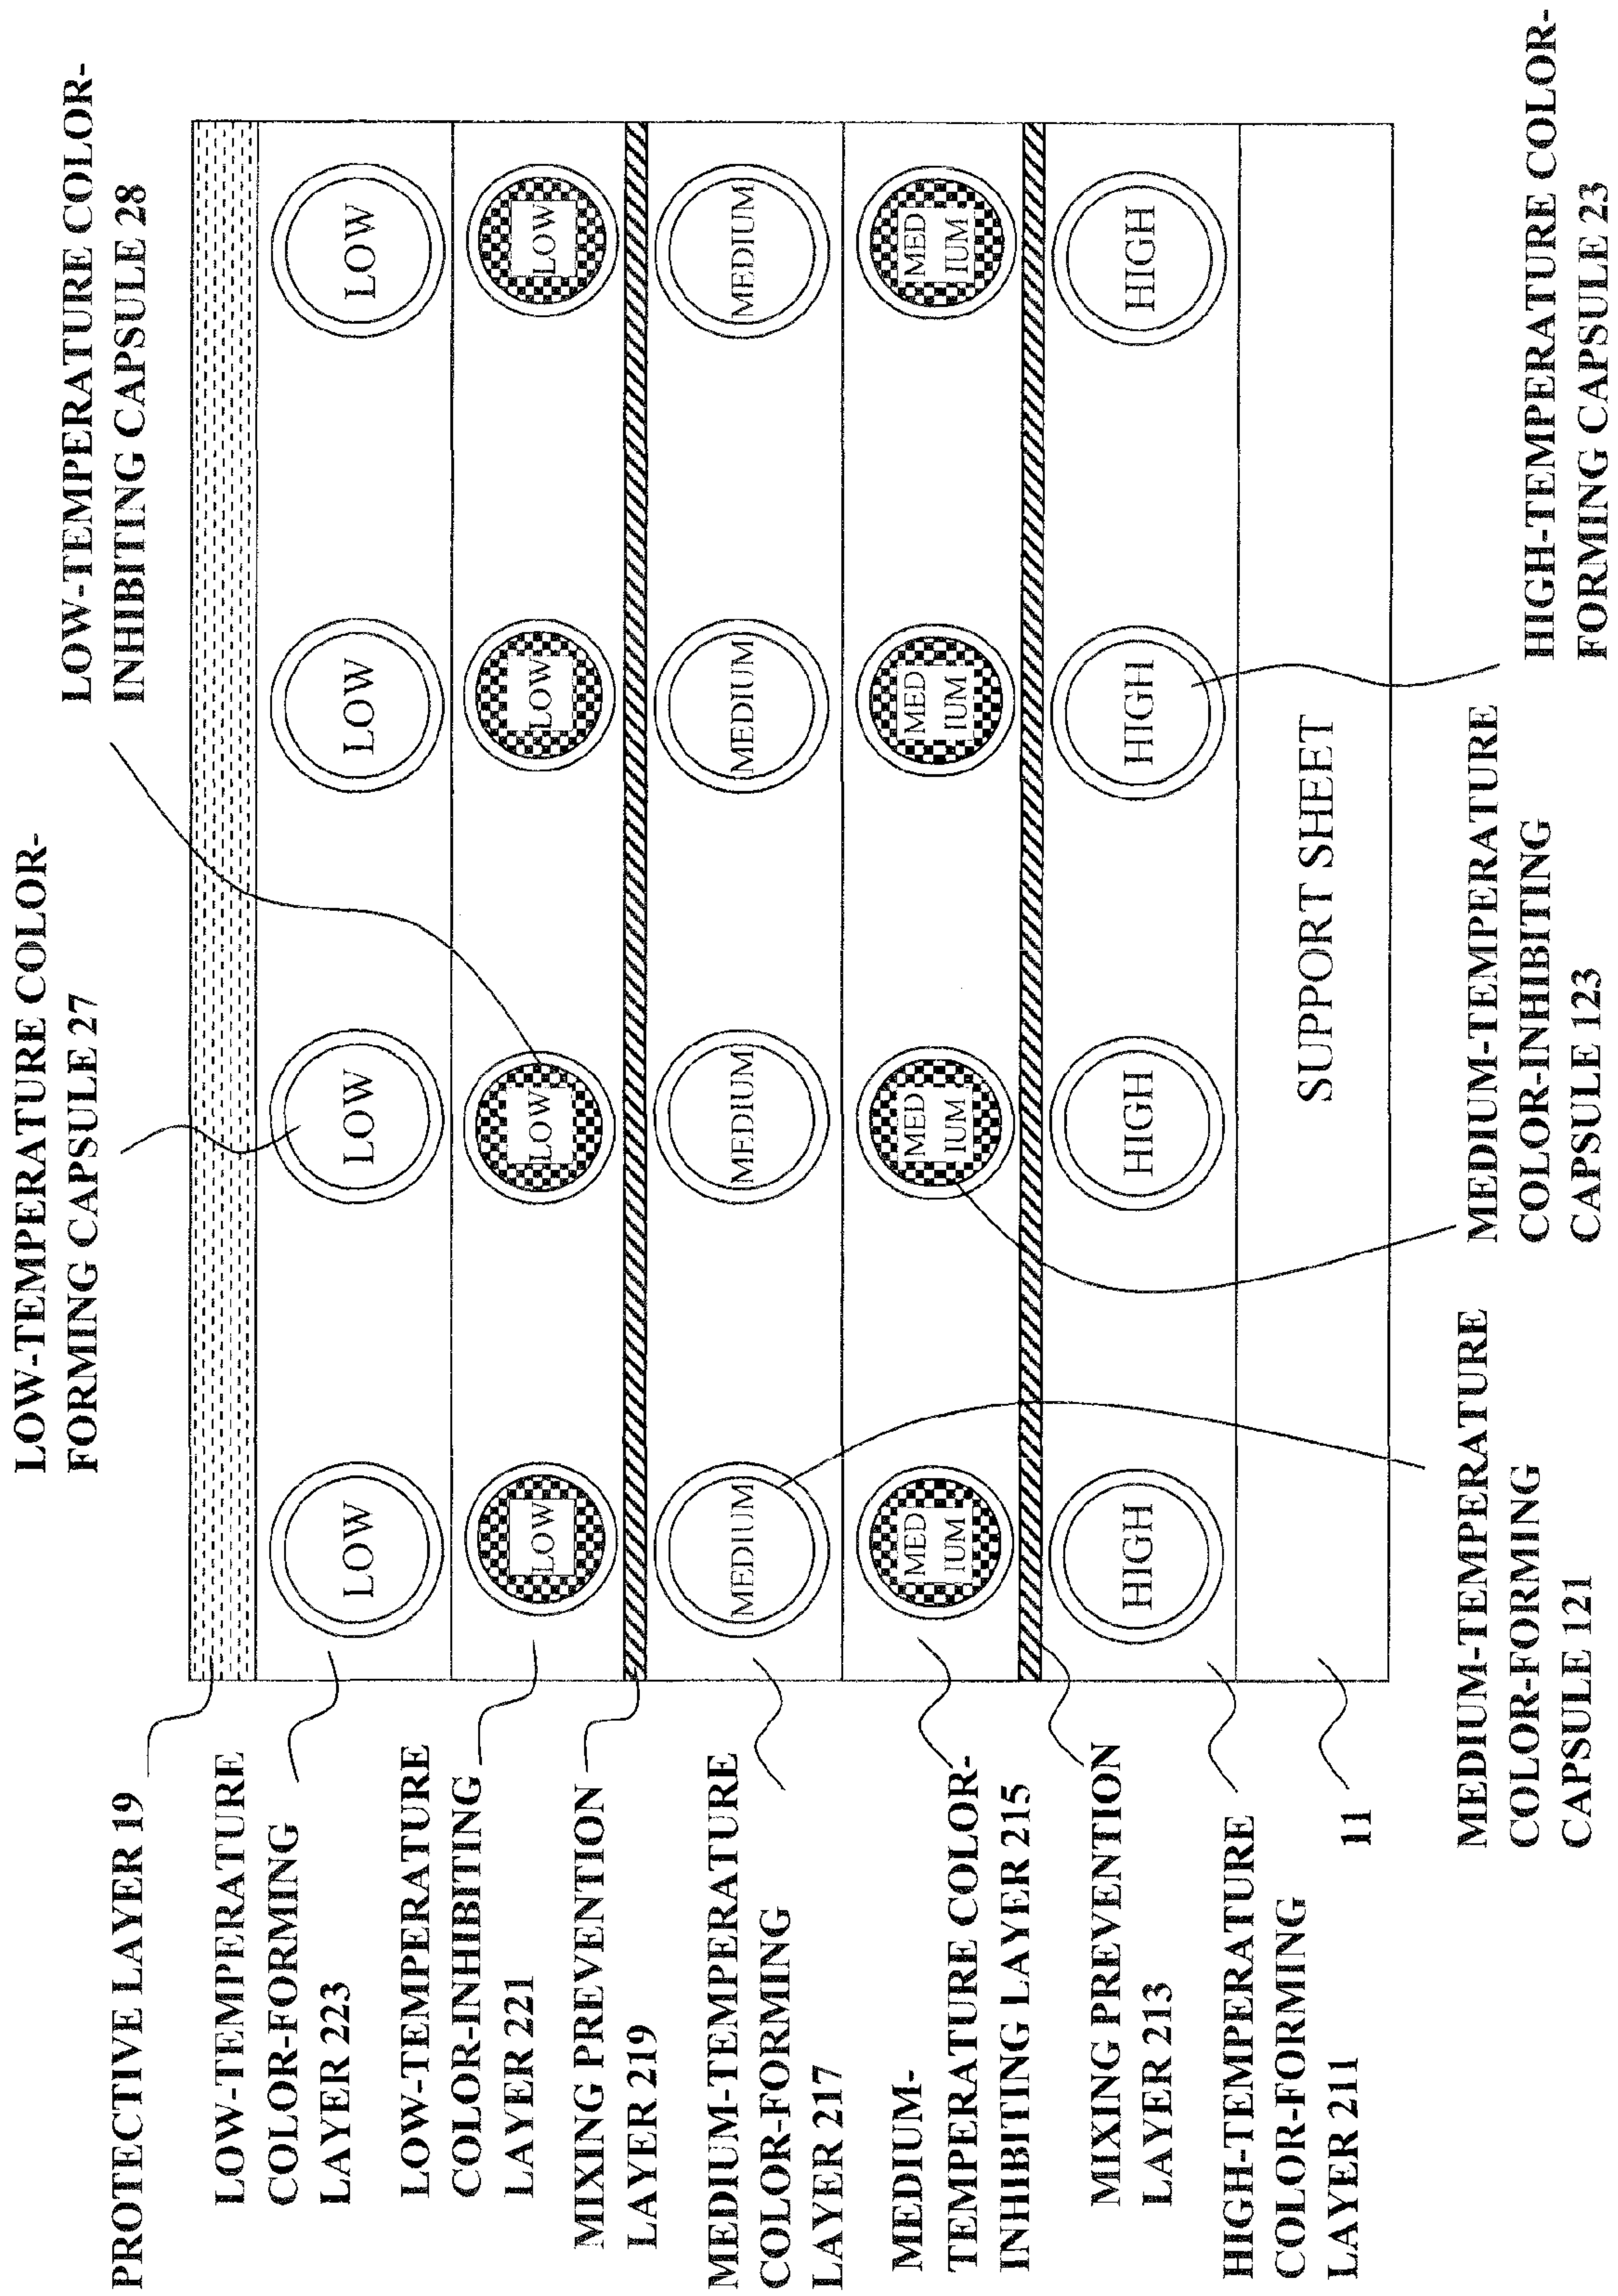 LOW-TEMPERATURE COLOR-
FORMING CAPSULE 27
LOW-TEMPERATURE COLOR-
INHIBITING CAPSULE 28
PROTECTIVE LAYER 19
LOW-TEMPERATURE
COLOR-FORMING
LAYER 223
LOW
LOW
LOW
LOW
LOW-TEMPERATURE
COLOR-INHIBITING
LAYER 221
LOW
LOW
LOW
LOW
MIXING PREVENTION
LAYER 219
MEDIUM-TEMPERATURE
COLOR-FORMING
LAYER 217
MEDIUM
MEDIUM
MEDIUM
MEDIUM
MEDIUM-
TEMPERATURE COLOR-
INHIBITING LAYER 215
MED
IUM
MED
IUM
MED
IUM
MED
IUM
MIXING PREVENTION
LAYER 213
HIGH-TEMPERATURE
COLOR-FORMING
LAYER 211
HIGH
HIGH
HIGH
HIGH
11
SUPPORT SHEET
MEDIUM-TEMPERATURE
COLOR-FORMING
CAPSULE 121
MEDIUM-TEMPERATURE
COLOR-INHIBITING
CAPSULE 123
HIGH-TEMPERATURE COLOR-
FORMING CAPSULE 23